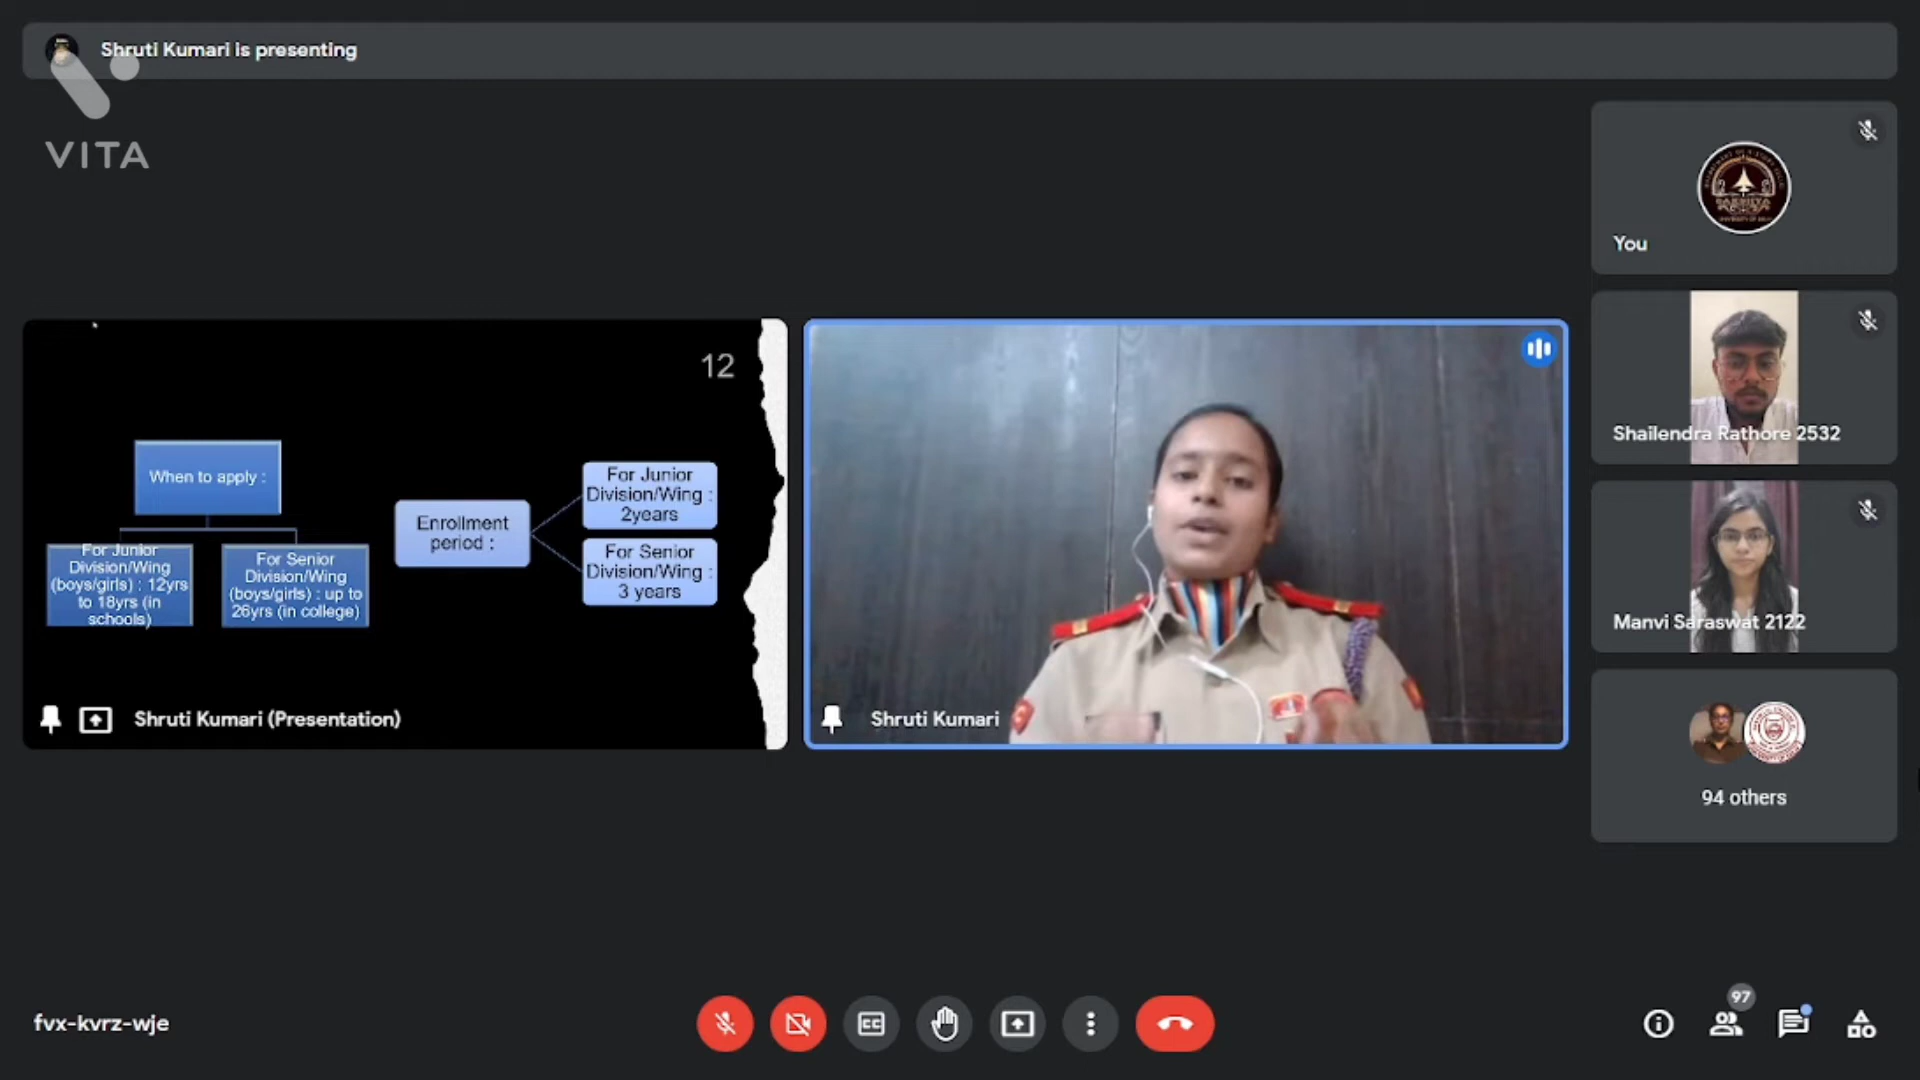 Shruti Kumari is presenting
VITA
12
When to apply :
For Junior
Division/Wing
(boys/girls) : 12yrs
to 18yrs (in
schools)
For Senior
Division/Wing
(boys/girls) : up to
26yrs (in college)
Enrollment
period :
For Junior
Division/Wing :
2years
For Senior
Division/Wing :
3 years
Shruti Kumari (Presentation)
Shruti Kumari
You
Shailendra Rathore 2532
Manvi Saraswat 2122
94 others
fvx-kvrz-wje
CC
97